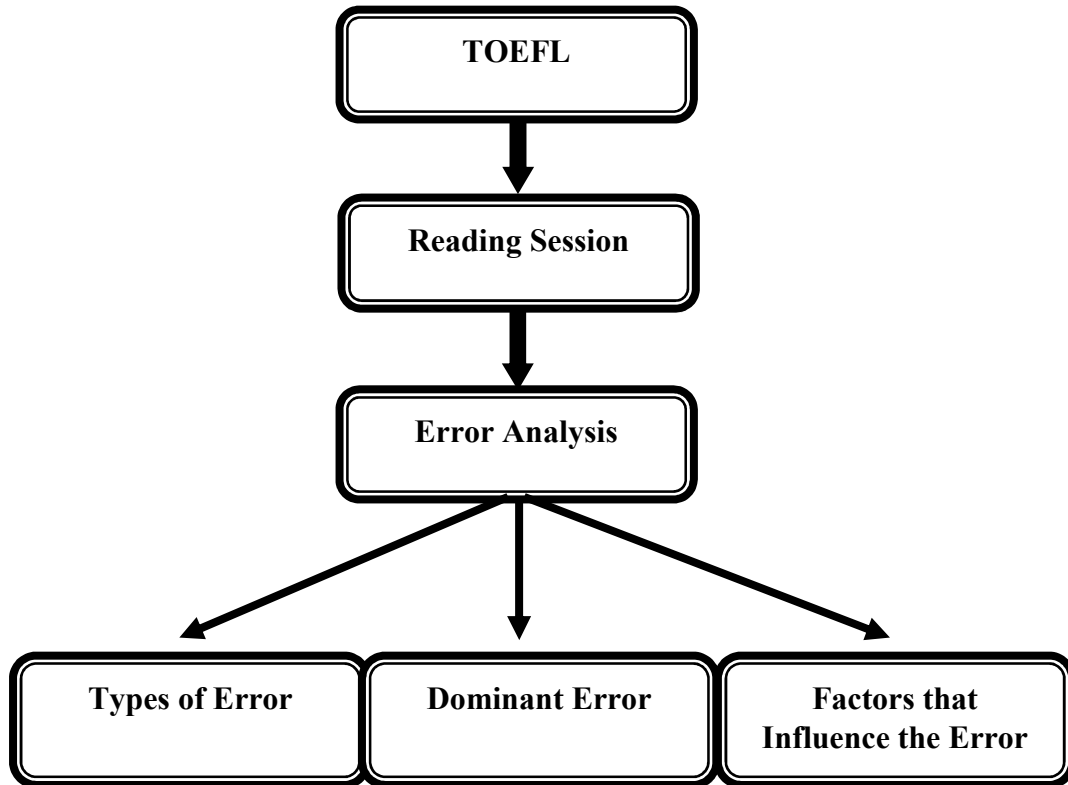 TOEFL
Reading Session
Error Analysis
Types of Error
Dominant Error
Factors that
Influence the Error